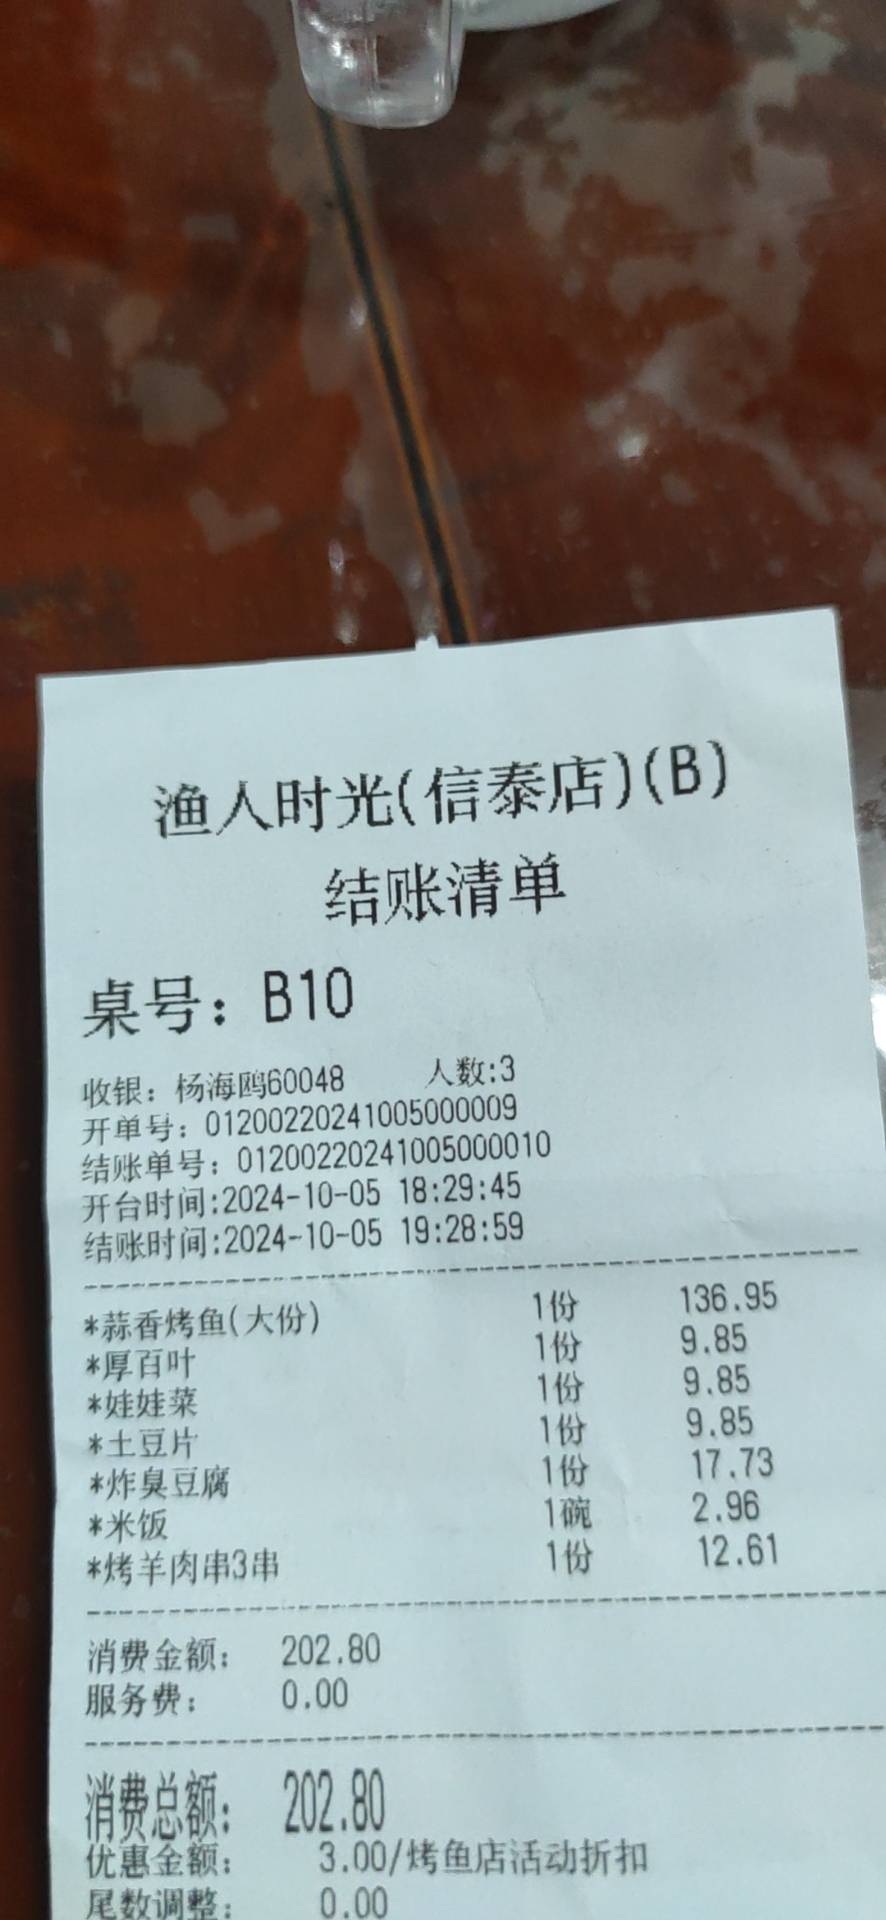 渔人时光(信泰店)(B)
结账清单
桌号: B10
收银: 杨海鸥60048 人数:3
开单号: 01200220241005000009
结账单号: 01200220241005000010
开台时间:2024-10-05 18:29:45
结账时间:2024-10-05 19:28:59
*蒜香烤鱼(大份) 1份 136.95
*厚百叶 1份 9.85
*娃娃菜 1份 9.85
*土豆片 1份 9.85
*炸臭豆腐 1份 17.73
*米饭 1碗 2.96
*烤羊肉串3串 1份 12.61
消费金额: 202.80
服务费: 0.00
消费总额: 202.80
优惠金额: 3.00/烤鱼店活动折扣
尾数调整: 0.00